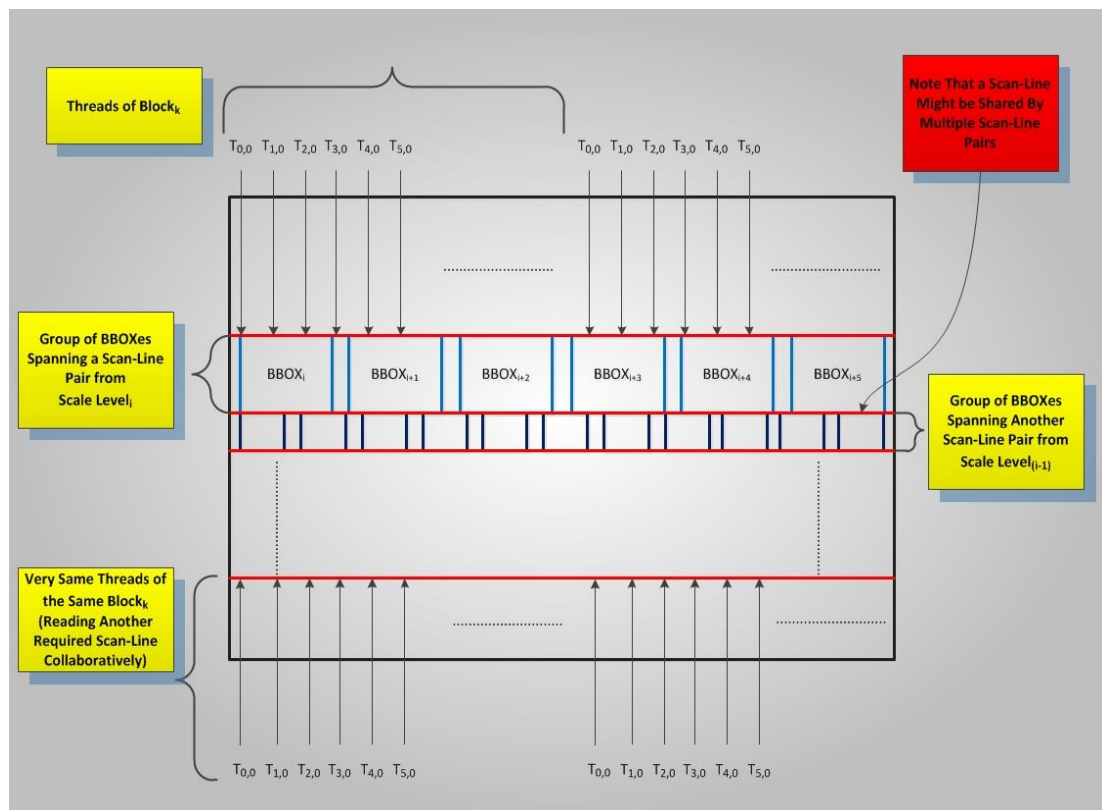 Threads of Blockₖ
Note That a Scan-Line
Might be Shared By
Multiple Scan-Line
Pairs
T₀,₀ T₁,₀ T₂,₀ T₃,₀ T₄,₀ T₅,₀ T₀,₀ T₁,₀ T₂,₀ T₃,₀ T₄,₀ T₅,₀
Group of BBOXes
Spanning a Scan-Line
Pair from
Scale Levelᵢ
BBOXᵢ BBOXᵢ₊₁ BBOXᵢ₊₂ BBOXᵢ₊₃ BBOXᵢ₊₄ BBOXᵢ₊₅
Group of BBOXes
Spanning Another
Scan-Line Pair from
Scale Level₍ᵢ₋₁₎
Very Same Threads of
the Same Blockₖ
(Reading Another
Required Scan-Line
Collaboratively)
T₀,₀ T₁,₀ T₂,₀ T₃,₀ T₄,₀ T₅,₀ T₀,₀ T₁,₀ T₂,₀ T₃,₀ T₄,₀ T₅,₀